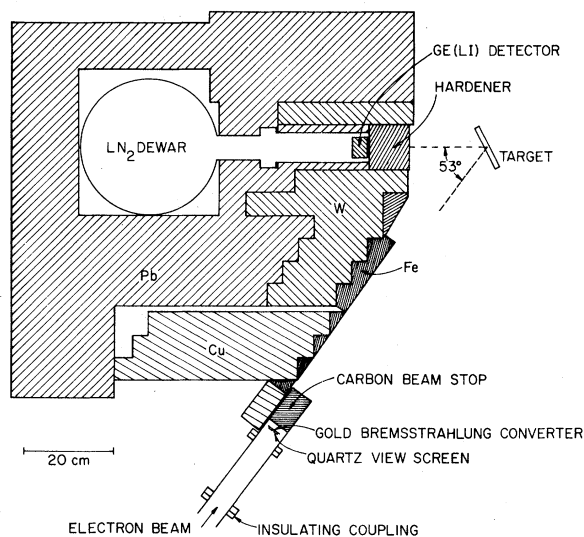 GE(LI) DETECTOR
HARDENER
LN2 DEWAR
TARGET
53°
W
Fe
Pb
Cu
CARBON BEAM STOP
GOLD BREMSSTRAHLUNG CONVERTER
QUARTZ VIEW SCREEN
20 cm
ELECTRON BEAM
INSULATING COUPLING